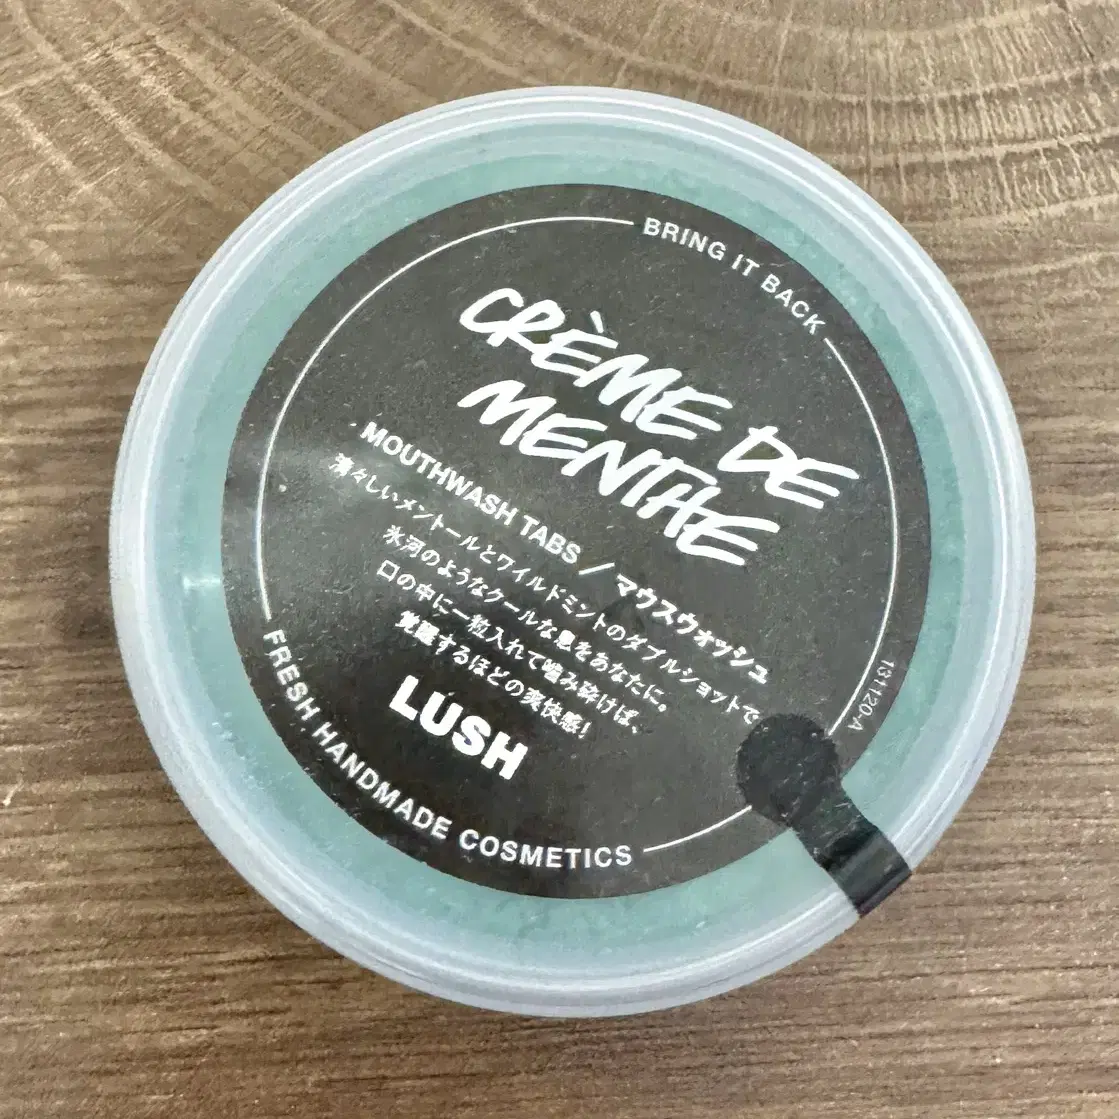 BRING IT BACK
CRÈME DE
MENTHE
MOUTHWASH TABS / マウスウォッシュ
清々しいメントールとワイルドミントのダブルショットで
氷河のようなクールな息をあなたに。
口の中に一粒入れて噛み砕けば、
覚醒するほどの爽快感!
LUSH
FRESH HANDMADE COSMETICS
131120-A